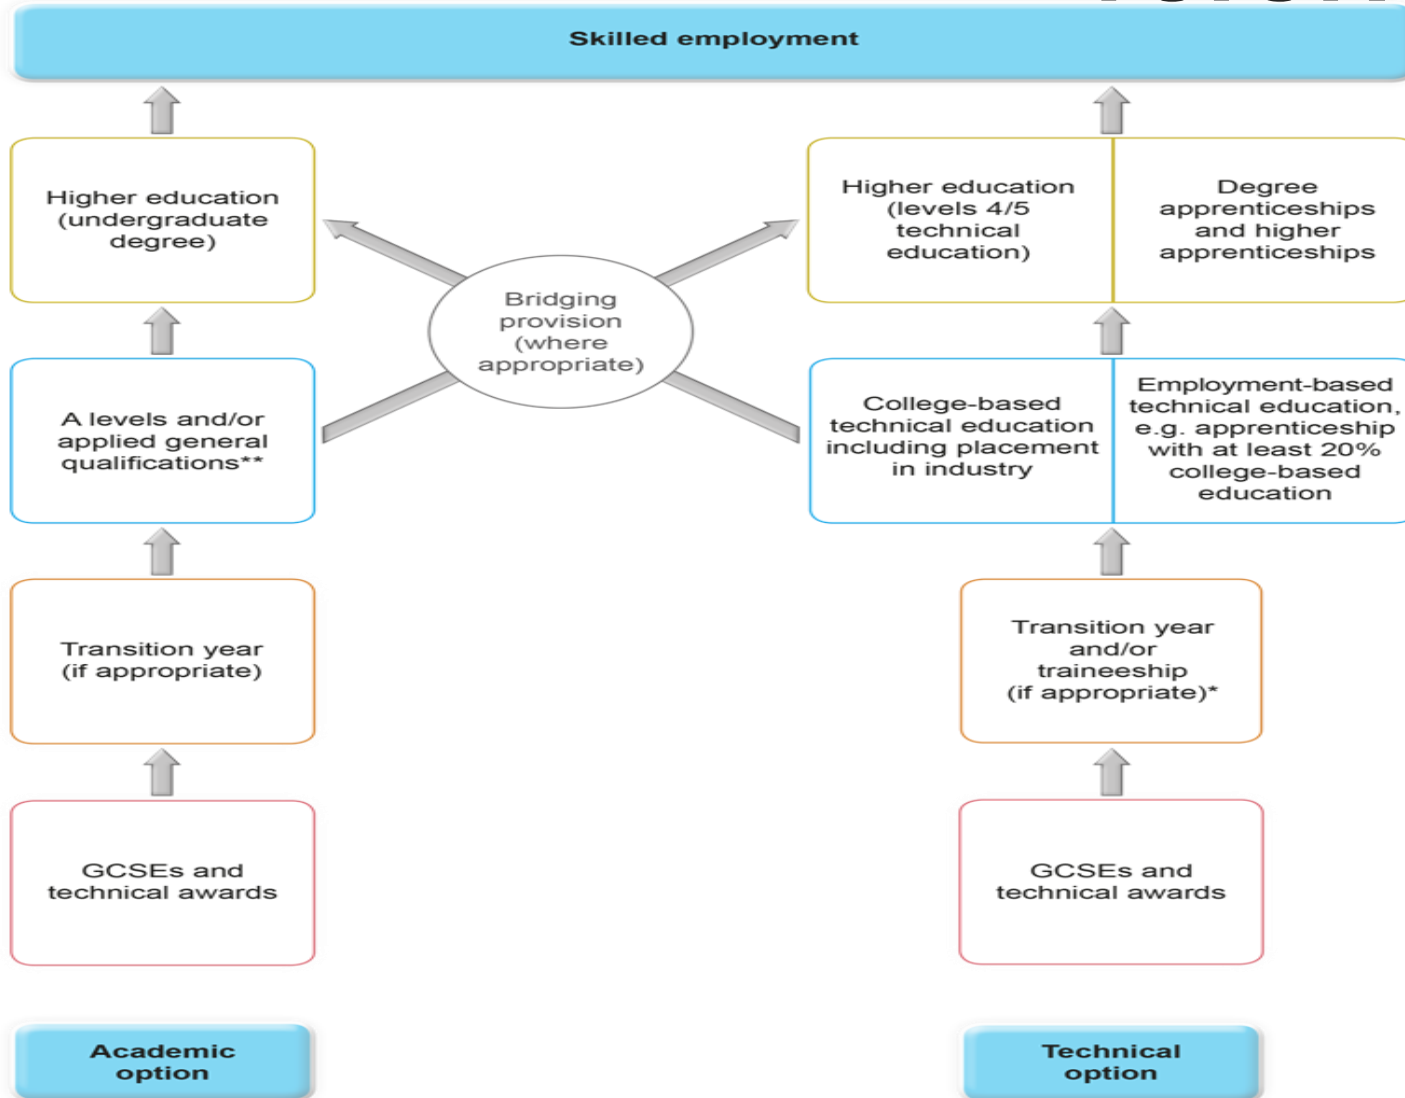 Skilled employment
Higher education
(undergraduate
degree)
Higher education
(levels 4/5
technical
education)
Degree
apprenticeships
and higher
apprenticeships
Bridging
provision
(where
appropriate)
A levels and/or
applied general
qualifications**
College-based
technical education
including placement
in industry
Employment-based
technical education,
e.g. apprenticeship
with at least 20%
college-based
education
Transition year
(if appropriate)
Transition year
and/or
traineeship
(if appropriate)*
GCSEs and
technical awards
GCSEs and
technical awards
Academic
option
Technical
option